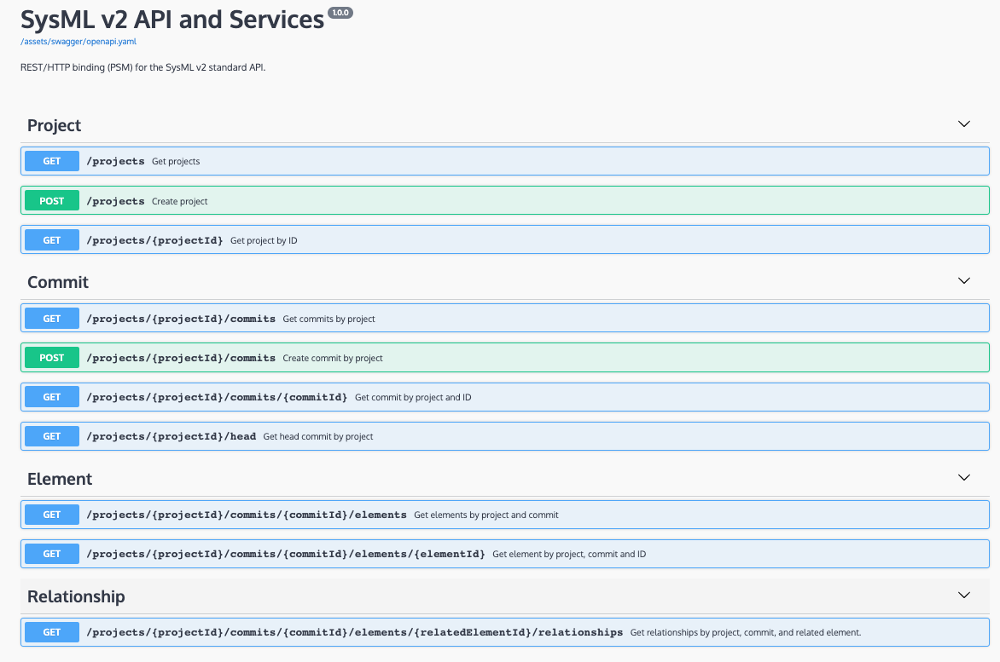 SysML v2 API and Services 1.0.0
/assets/swagger/openapi.yaml
REST/HTTP binding (PSM) for the SysML v2 standard API.
Project
GET /projects Get projects
POST /projects Create project
GET /projects/{projectId} Get project by ID
Commit
GET /projects/{projectId}/commits Get commits by project
POST /projects/{projectId}/commits Create commit by project
GET /projects/{projectId}/commits/{commitId} Get commit by project and ID
GET /projects/{projectId}/head Get head commit by project
Element
GET /projects/{projectId}/commits/{commitId}/elements Get elements by project and commit
GET /projects/{projectId}/commits/{commitId}/elements/{elementId} Get element by project, commit and ID
Relationship
GET /projects/{projectId}/commits/{commitId}/elements/{relatedElementId}/relationships Get relationships by project, commit, and related element.